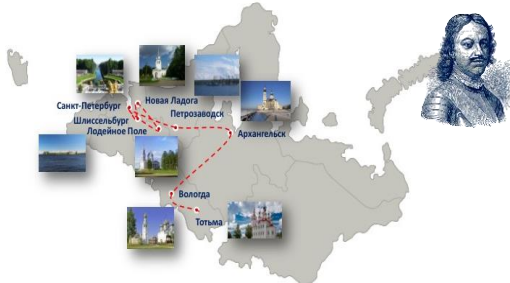 Санкт-Петербург
Новая Ладога
Шлиссельбург
Петрозаводск
Лодейное Поле
Архангельск
Вологда
Тотьма